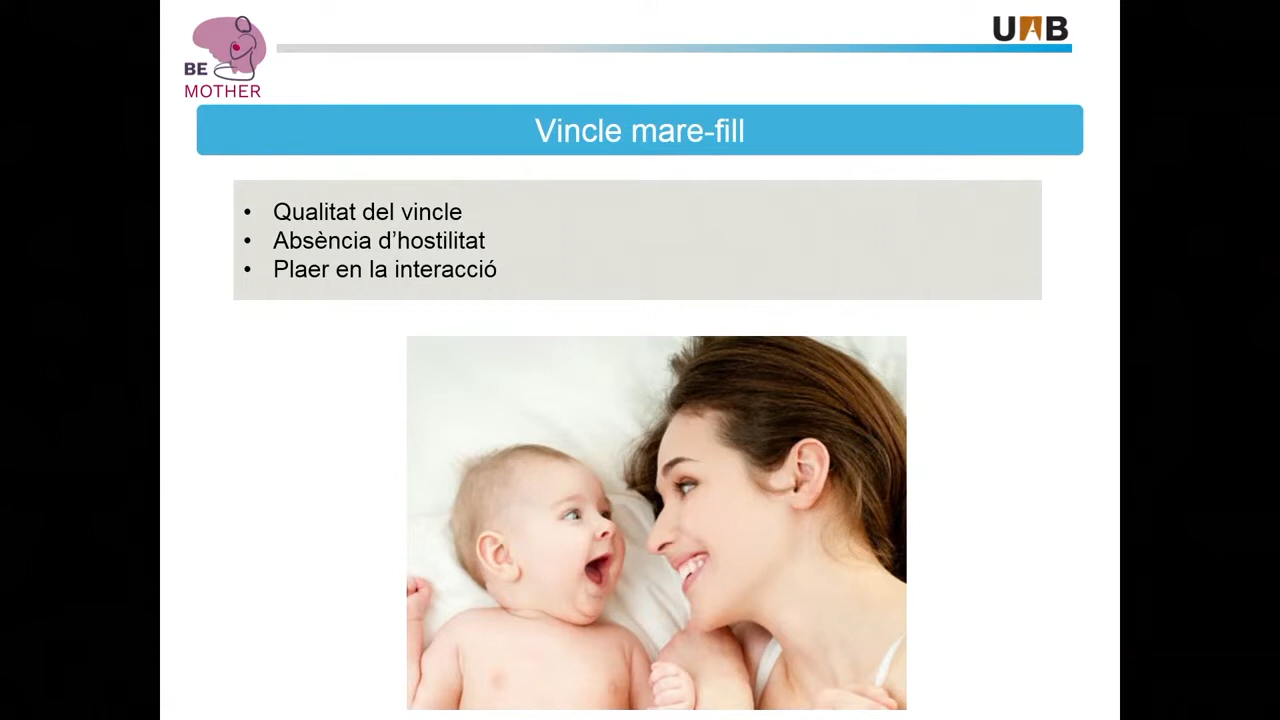 BE
MOTHER
UAB
Vincle mare-fill
• Qualitat del vincle
• Absència d’hostilitat
• Plaer en la interacció